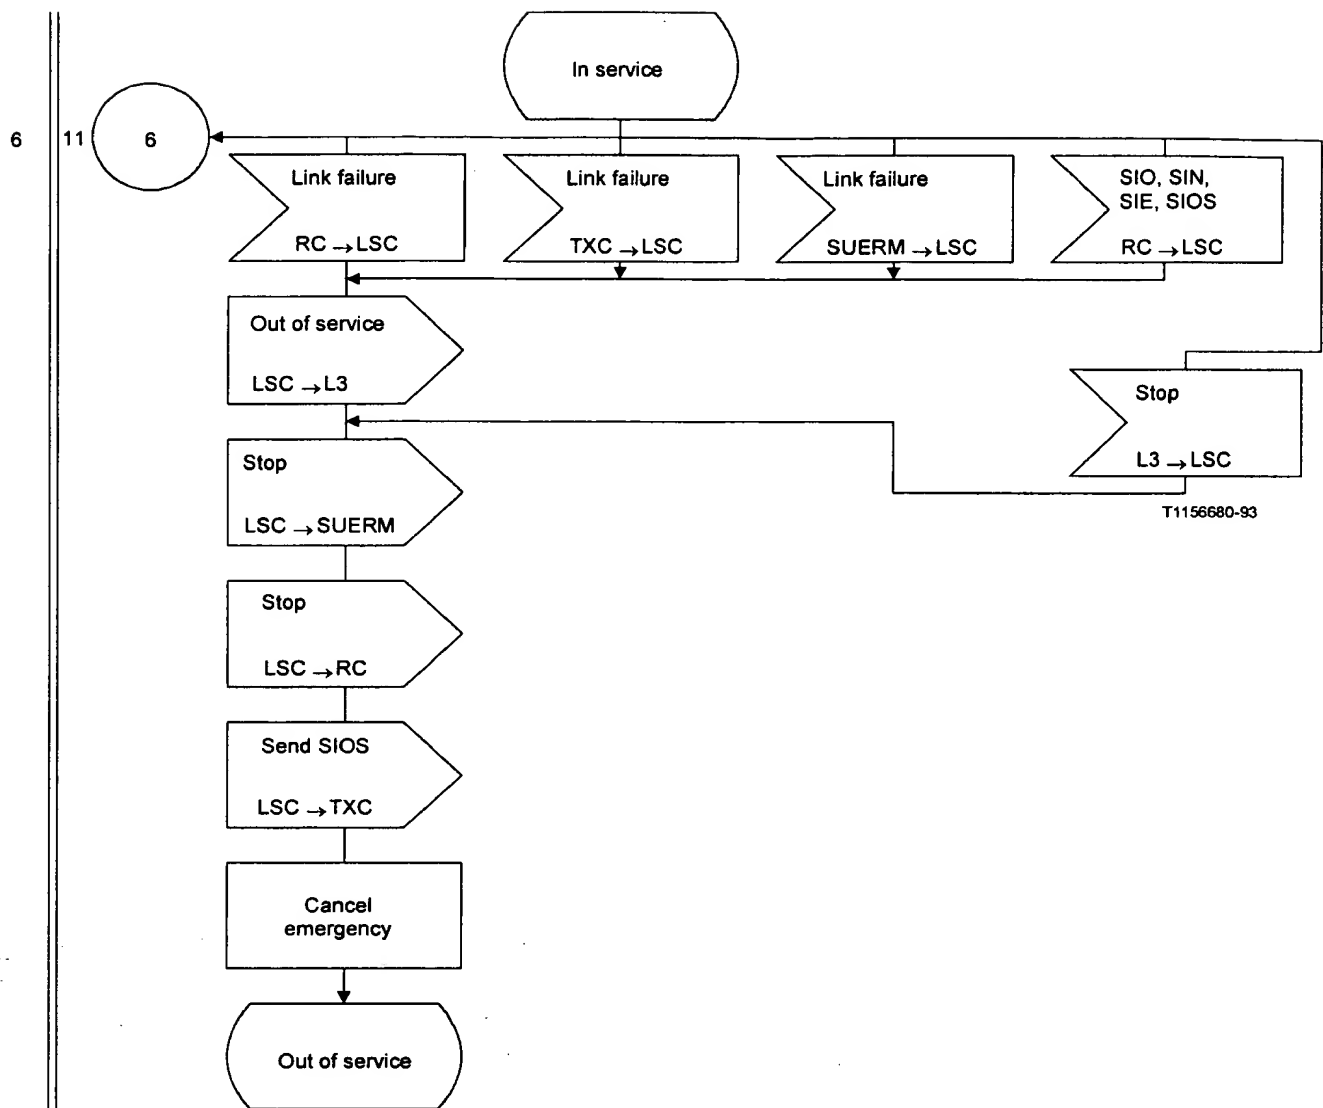 In service
6
11
6
Link failure
RC → LSC
Link failure
TXC → LSC
Link failure
SUERM → LSC
SIO, SIN,
SIE, SIOS
RC → LSC
Out of service
LSC → L3
Stop
L3 → LSC
T1156680-93
Stop
LSC → SUERM
Stop
LSC → RC
Send SIOS
LSC → TXC
Cancel
emergency
Out of service